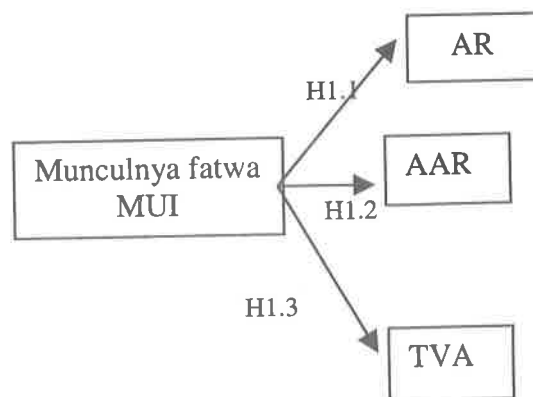 AR
H1.1
Munculnya fatwa
MUI
AAR
H1.2
H1.3
TVA